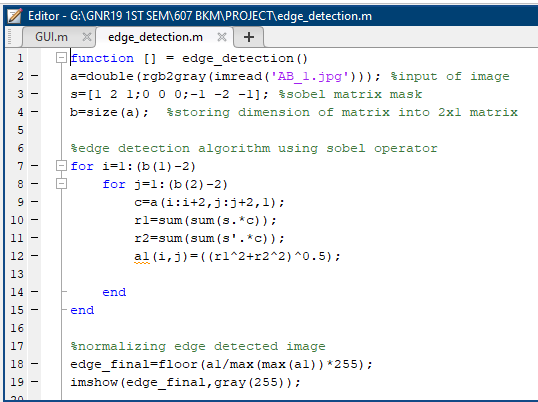 Editor - G:\GNR19 1ST SEM\607 BKM\PROJECT\edge_detection.m
GUI.m × edge_detection.m × +
1 function [] = edge_detection()
2 - a=double(rgb2gray(imread('AB_1.jpg'))); %input of image
3 - s=[1 2 1;0 0 0;-1 -2 -1]; %sobel matrix mask
4 - b=size(a); %storing dimension of matrix into 2x1 matrix
5
6 %edge detection algorithm using sobel operator
7 - for i=1:(b(1)-2)
8 - for j=1:(b(2)-2)
9 - c=a(i:i+2,j:j+2,1);
10 - r1=sum(sum(s.*c));
11 - r2=sum(sum(s'.*c));
12 - a1(i,j)=((r1^2+r2^2)^0.5);
13
14 - end
15 - end
16
17 %normalizing edge detected image
18 - edge_final=floor(a1/max(max(a1))*255);
19 - imshow(edge_final,gray(255));
20